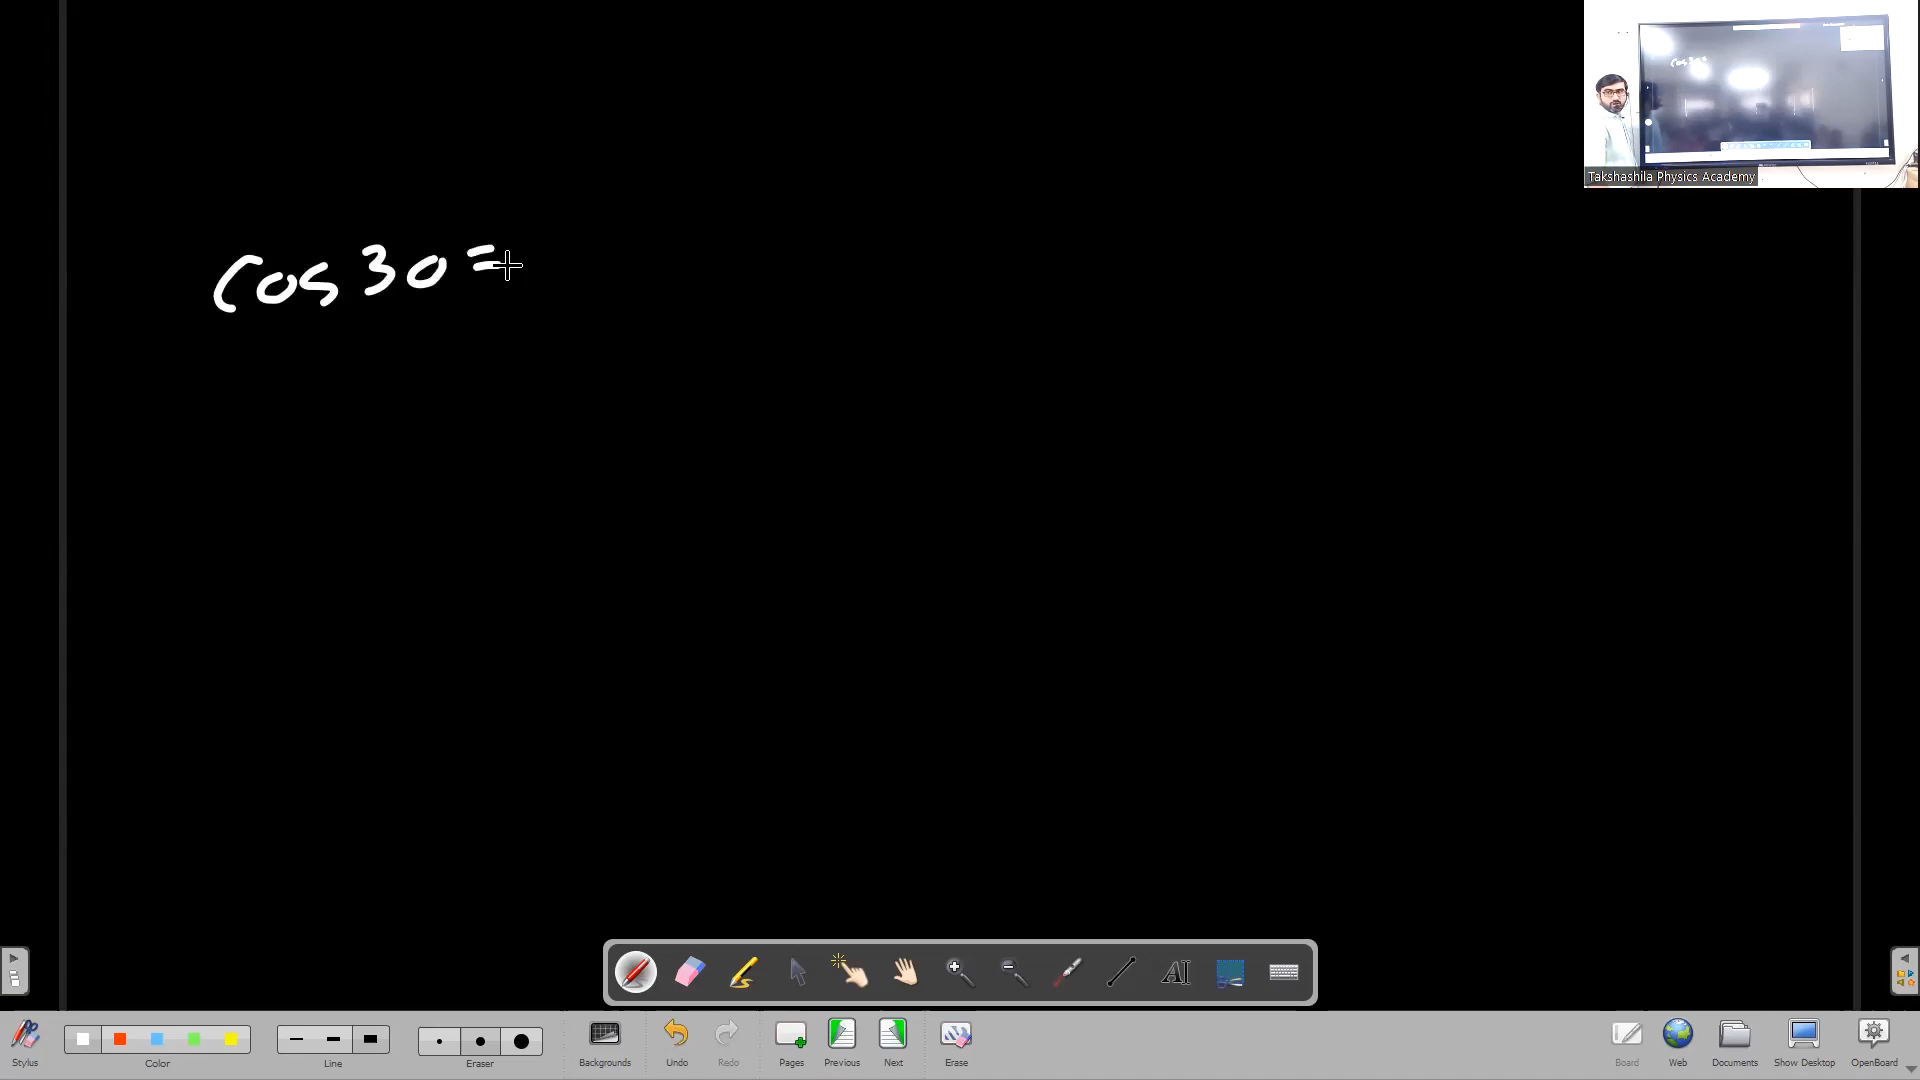 Takshashila Physics Academy
cos 30 =
Stylus
Color
Line
Eraser
Backgrounds
Undo
Redo
Pages
Previous
Next
Erase
Board
Web
Documents
Show Desktop
OpenBoard